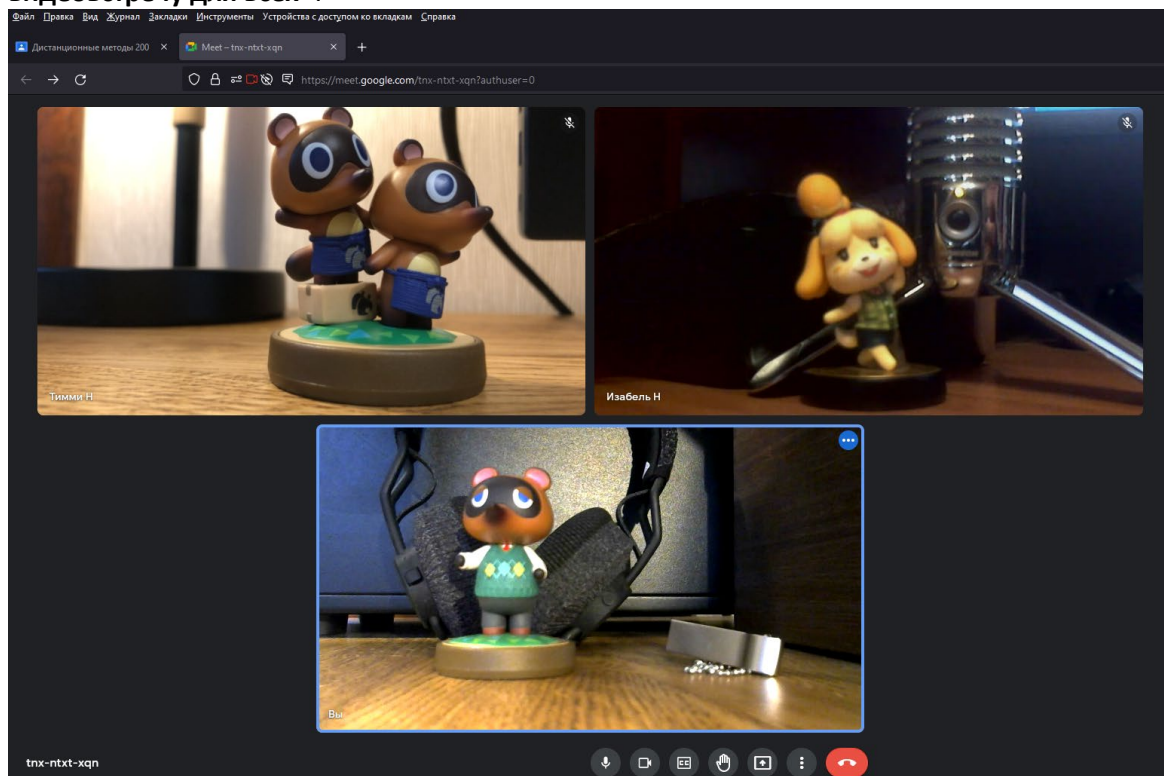 Файл Правка Вид Журнал Закладки Инструменты Устройства с доступом ко вкладкам Справка
Дистанционные методы 200
Meet – tnx-ntxt-xqn
https://meet.google.com/tnx-ntxt-xqn?authuser=0
Тимми Н
Изабель Н
Вы
tnx-ntxt-xqn